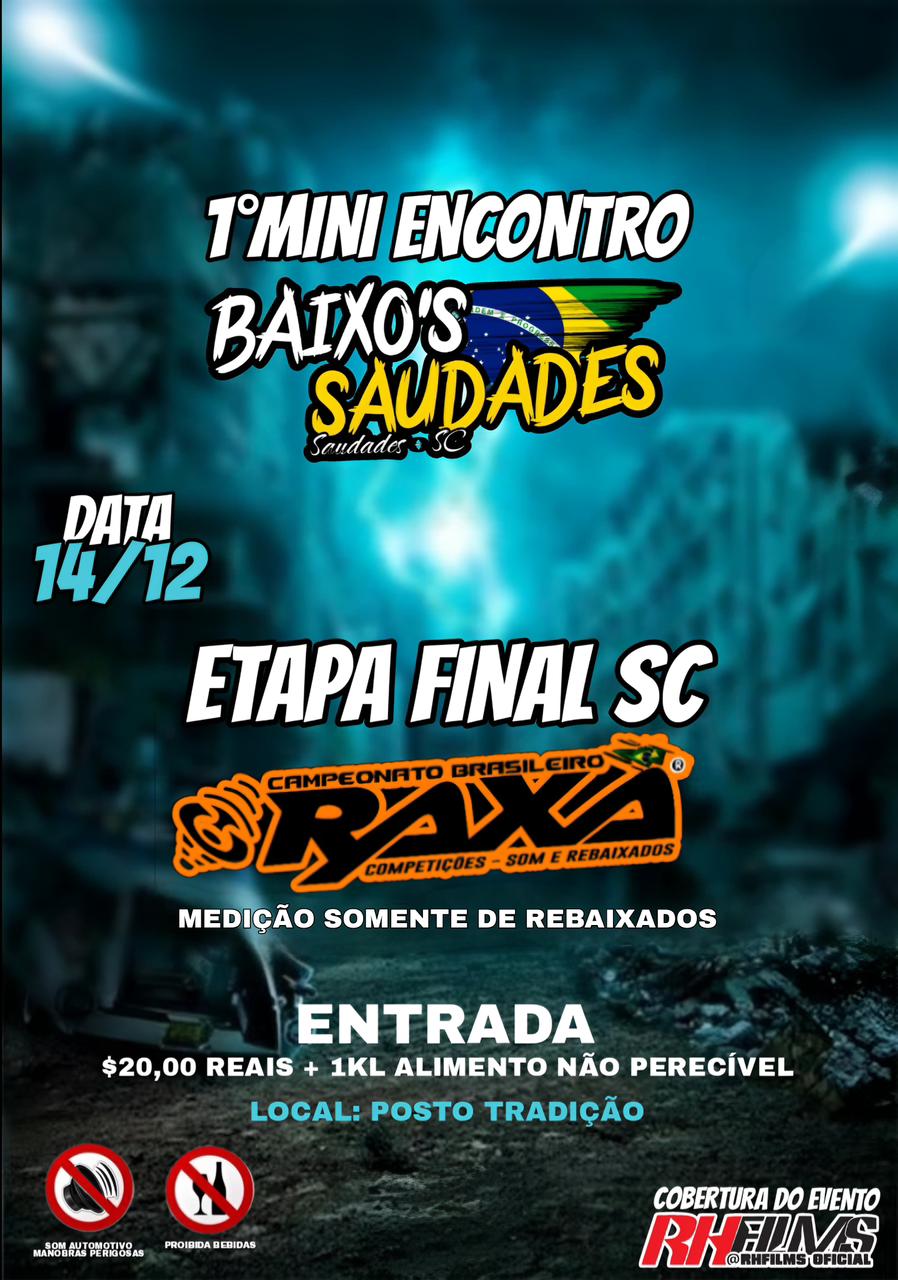 1°MINI ENCONTRO
BAIXO'S
SAUDADES
Saudades - SC
DATA
14/12
ETAPA FINAL SC
CAMPEONATO BRASILEIRO
RAXA ®
COMPETIÇÕES - SOM E REBAIXADOS
MEDIÇÃO SOMENTE DE REBAIXADOS
ENTRADA
$20,00 REAIS + 1KL ALIMENTO NÃO PERECÍVEL
LOCAL: POSTO TRADIÇÃO
SOM AUTOMOTIVO
MANOBRAS PERIGOSAS
PROIBIDA BEBIDAS
COBERTURA DO EVENTO
RHFILMS
@RHFILMS OFICIAL